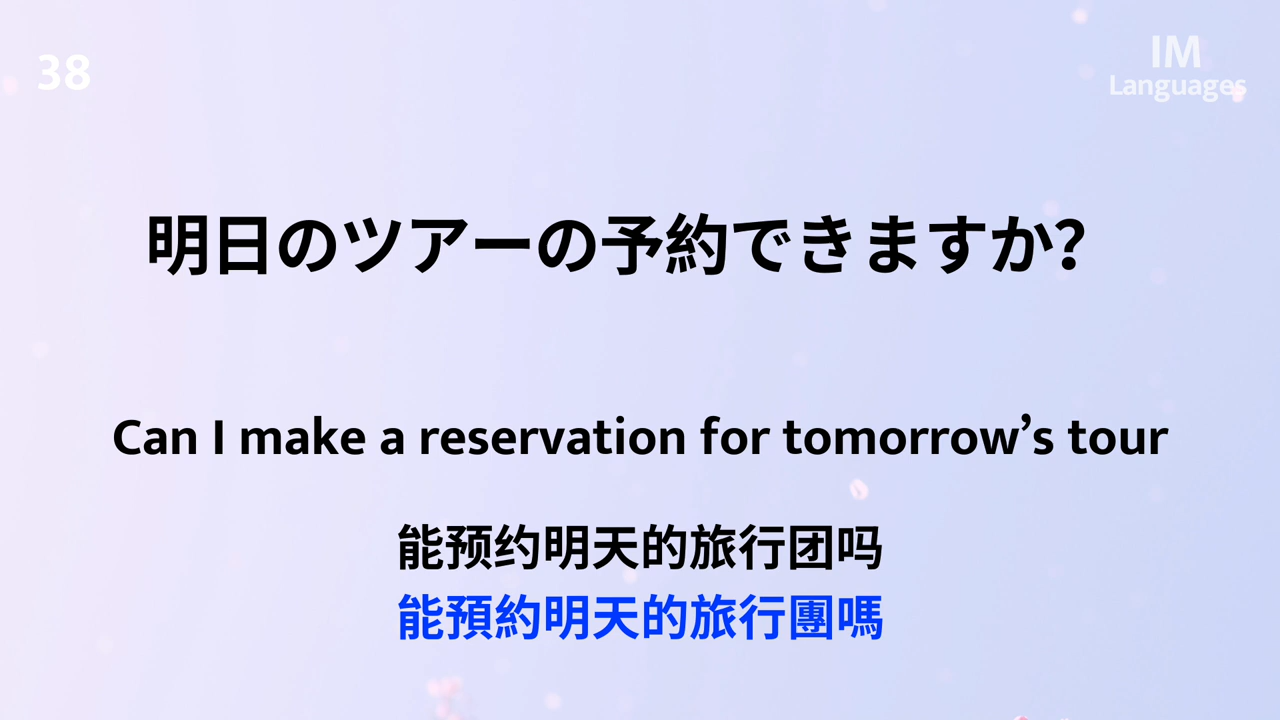 38
IM
Languages
明日のツアーの予約できますか?
Can I make a reservation for tomorrow’s tour
能预约明天的旅行团吗
能預約明天的旅行團嗎